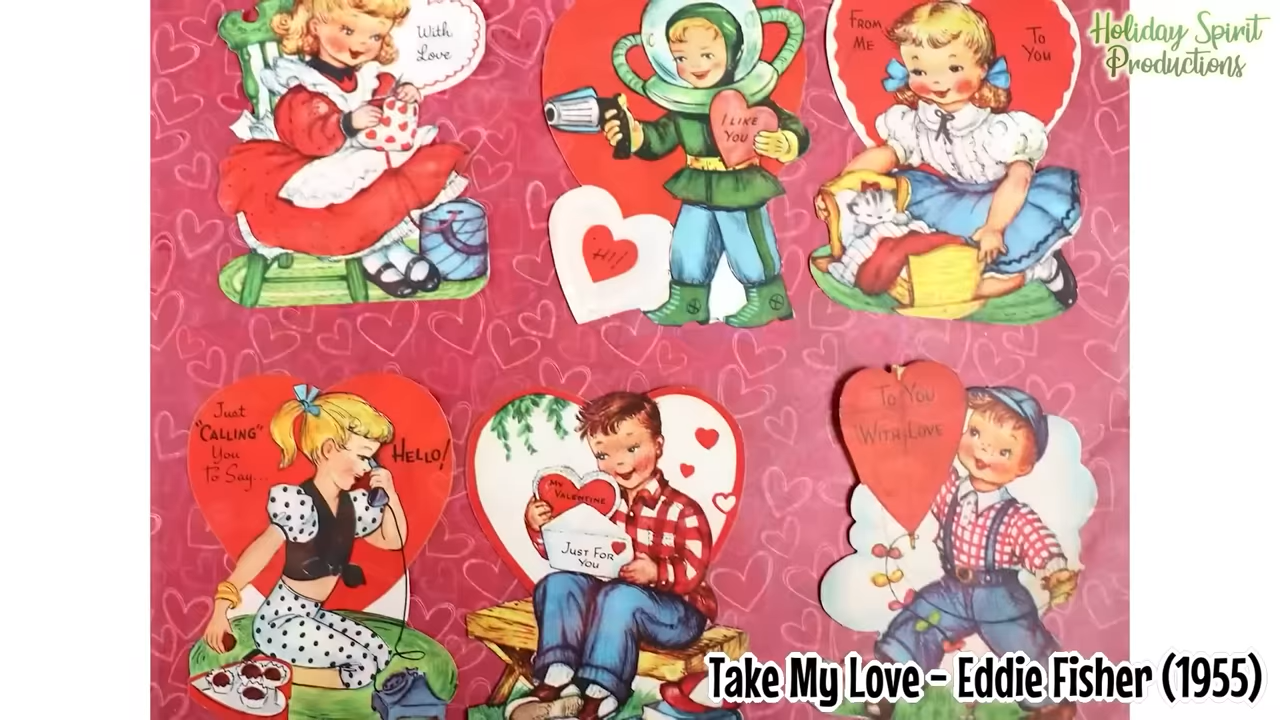 With
Love
I LIKE
YOU
HI!
FROM
ME
TO
YOU
Holiday Spirit
Productions
Just
"CALLING"
You
To Say...
HELLO!
MY
VALENTINE
JUST FOR
YOU
To You
WITH LOVE
Take My Love - Eddie Fisher (1955)